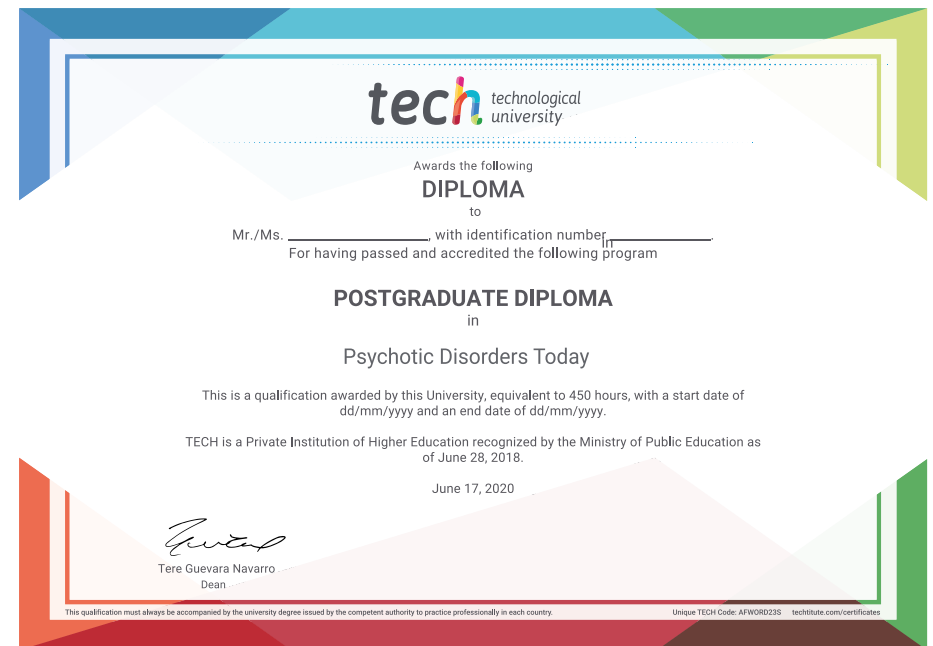 tech technological
university
Awards the following
DIPLOMA
to
Mr./Ms. ____________, with identification number ____________.
in
For having passed and accredited the following program
POSTGRADUATE DIPLOMA
in
Psychotic Disorders Today
This is a qualification awarded by this University, equivalent to 450 hours, with a start date of
dd/mm/yyyy and an end date of dd/mm/yyyy.
TECH is a Private Institution of Higher Education recognized by the Ministry of Public Education as
of June 28, 2018.
June 17, 2020
Tere Guevara Navarro
Dean
This qualification must always be accompanied by the university degree issued by the competent authority to practice professionally in each country.
Unique TECH Code: AFWORD23S techtitute.com/certificates